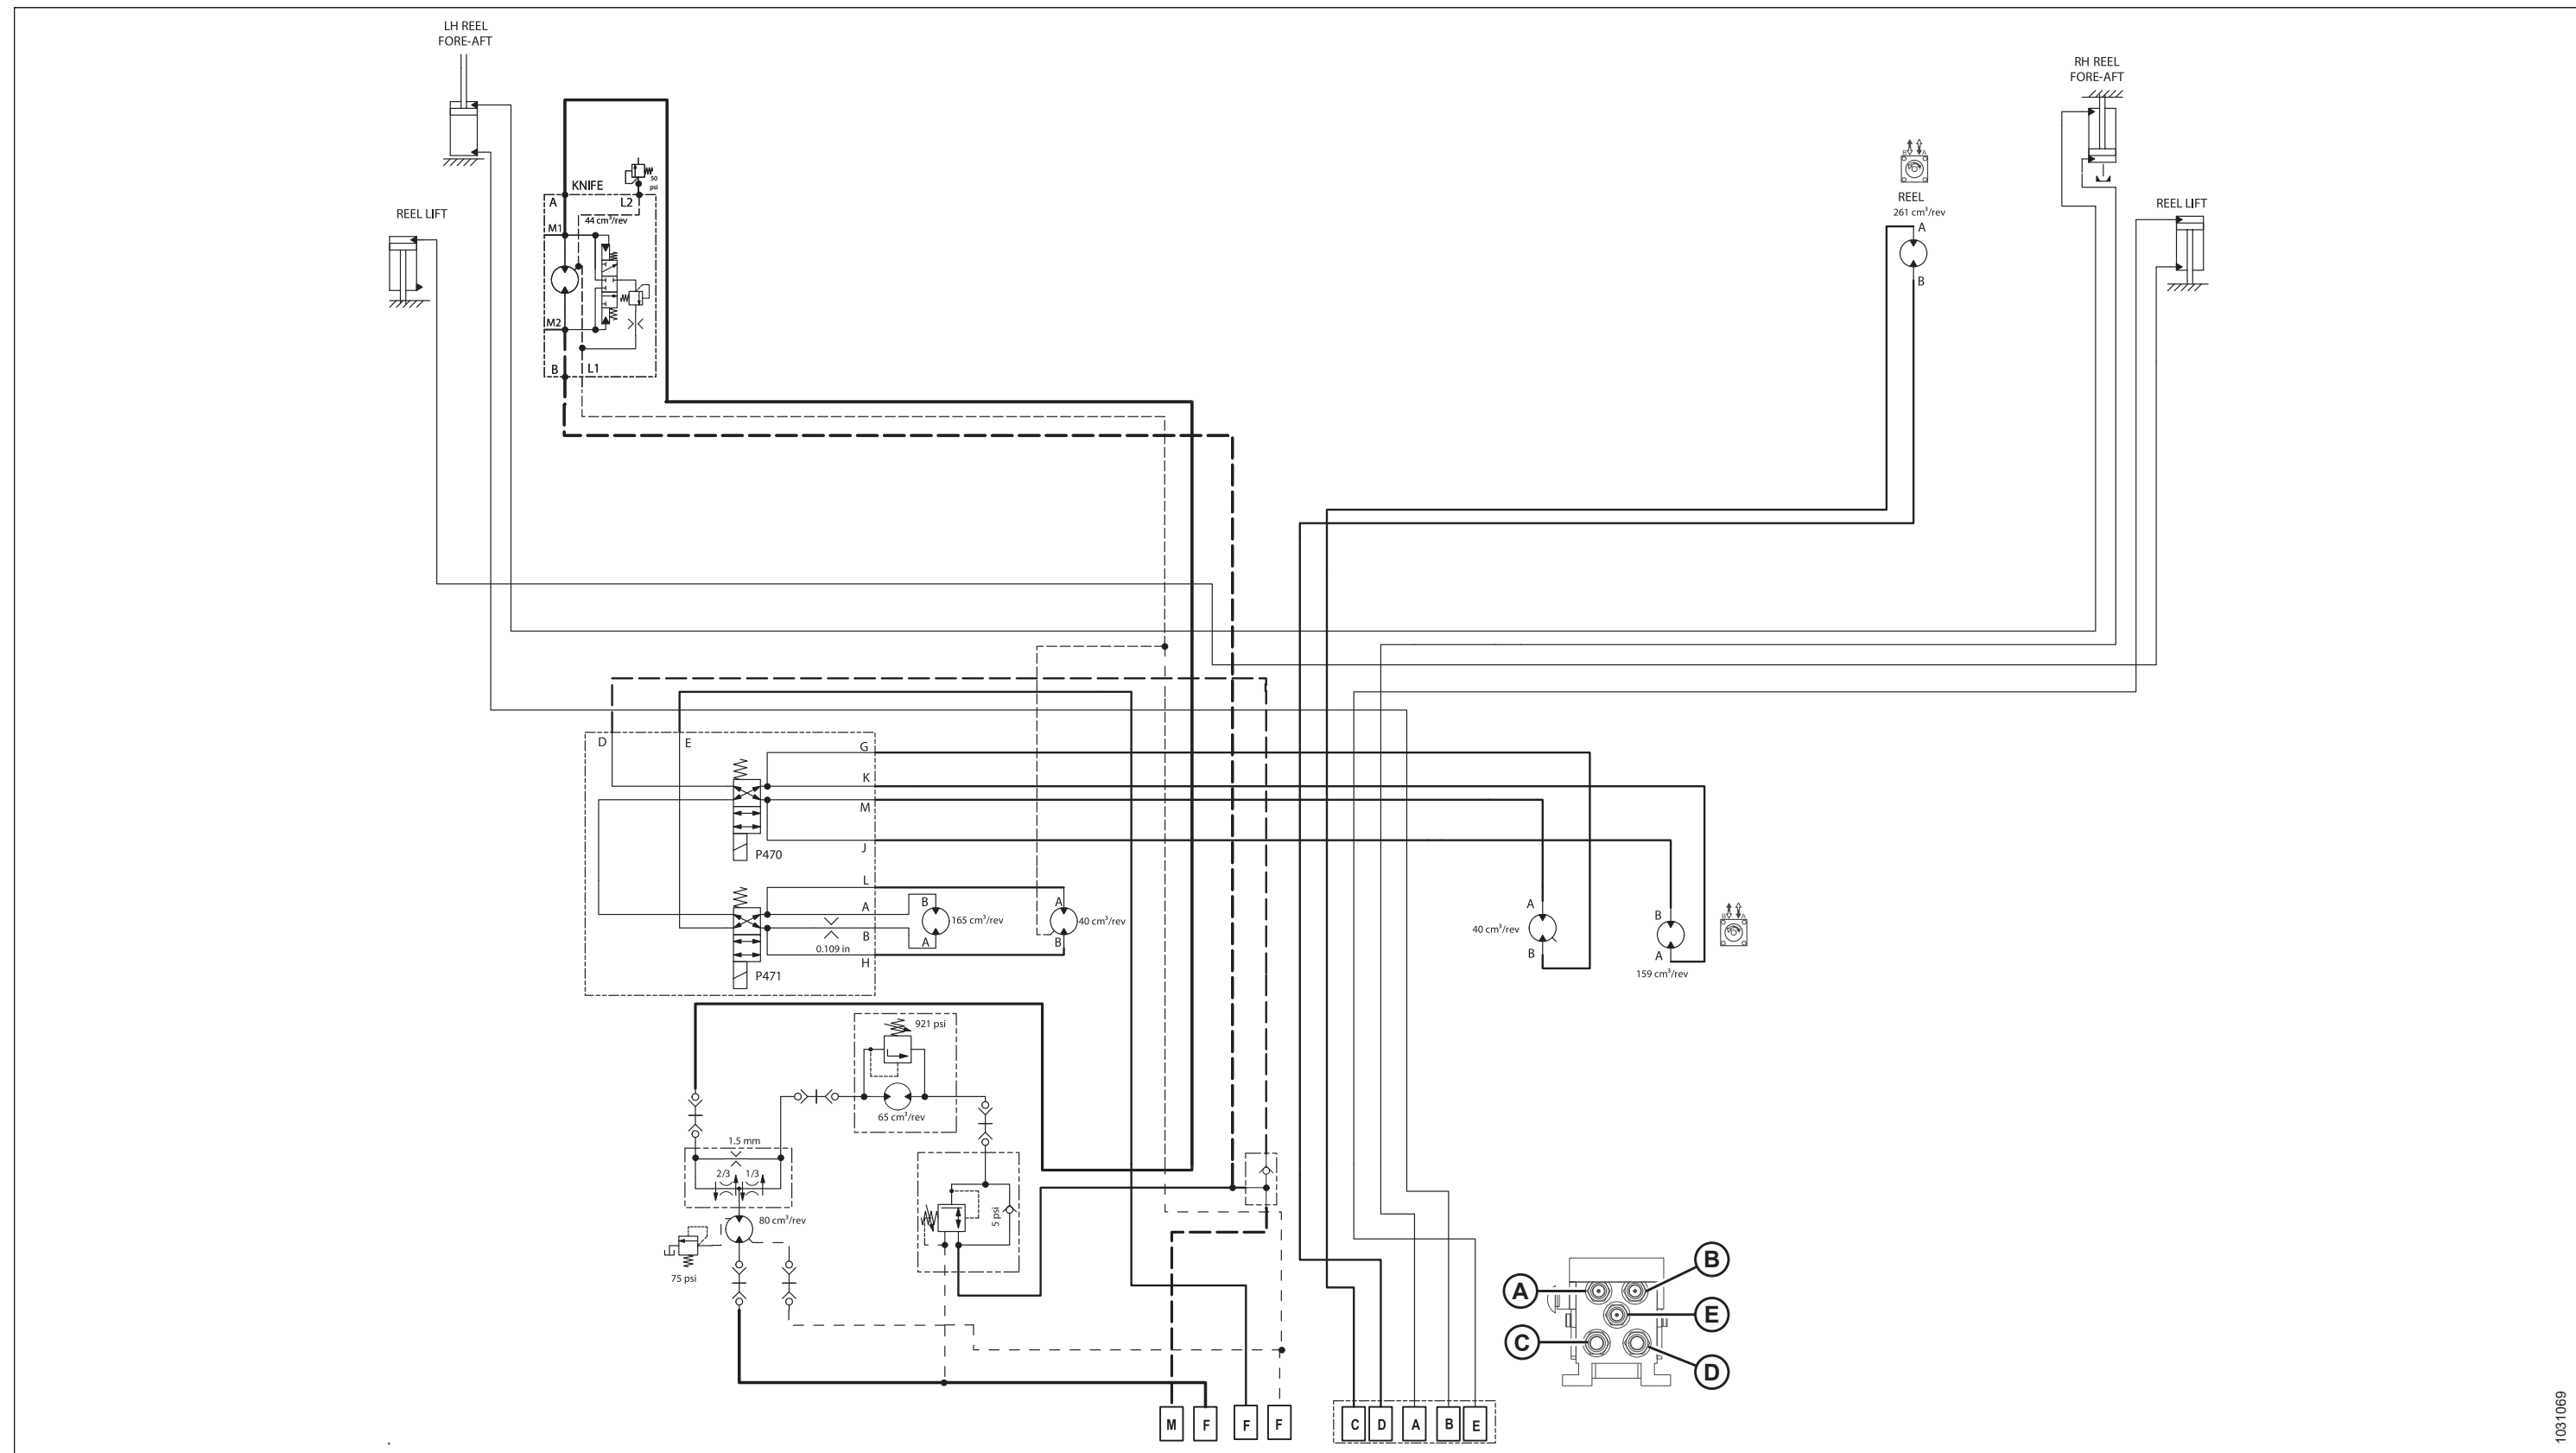 LH REEL
FORE-AFT
RH REEL
FORE-AFT
50
psi
KNIFE
A
L2
44 cm³/rev
M1
M2
B
L1
REEL LIFT
B A
REEL
261 cm³/rev
A
B
REEL LIFT
D
E
G
K
M
J
P470
L
A
B
H
0.109 in
P471
B
A
165 cm³/rev
A
B
40 cm³/rev
A
B
40 cm³/rev
B
A
159 cm³/rev
B A
921 psi
65 cm³/rev
1.5 mm
2/3 1/3
80 cm³/rev
75 psi
5 psi
A
B
E
C
D
M F F F C D A B E
1031069